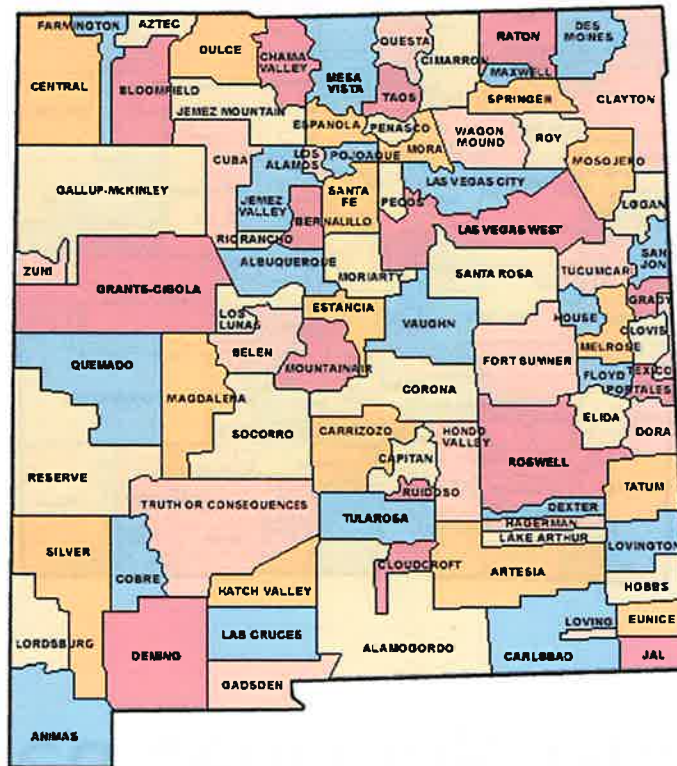 FARMINGTON
AZTEC
DULCE
CHAMA
VALLEY
MESA
VISTA
QUESTA
CIMARRON
RATON
DES
MOINES
CENTRAL
BLOOMFIELD
TAOS
MAXWELL
SPRINGER
CLAYTON
JEMEZ MOUNTAIN
ESPANOLA
PENASCO
MORA
WAGON
MOUND
ROY
MOSQJERO
CUBA
LOS
ALAMOS
POJOAQUE
GALLUP-McKINLEY
JEMEZ
VALLEY
SANTA
FE
PECOS
LAS VEGAS CITY
LOGAN
BERNALILLO
LAS VEGAS WEST
RIO RANCHO
ZUNI
GRANTS-CIBOLA
ALBUQUERQUE
MORIARTY
SANTA ROSA
TUCUMCARI
SAN
JON
GRADY
LOS
LUNAS
ESTANCIA
VAUGHN
HOUSE
CLOVIS
MELROSE
QUEMADO
BELEN
MOUNTAINAIR
FORT SUMNER
FLOYD
TEXICO
PORTALES
MAGDALENA
CORONA
ELIDA
DORA
SOCORRO
CARRIZOZO
HONDO
VALLEY
CAPITAN
ROSWELL
RESERVE
RUIDOSO
TATUM
TRUTH OR CONSEQUENCES
TULAROSA
DEXTER
HAGERMAN
LAKE ARTHUR
LOVINGTON
SILVER
COBRE
CLOUDCROFT
ARTESIA
HATCH VALLEY
HOBBS
LORDSBURG
DEMING
LAS CRUCES
ALAMOGORDO
LOVING
CARLSBAD
EUNICE
JAL
GADSDEN
ANIMAS